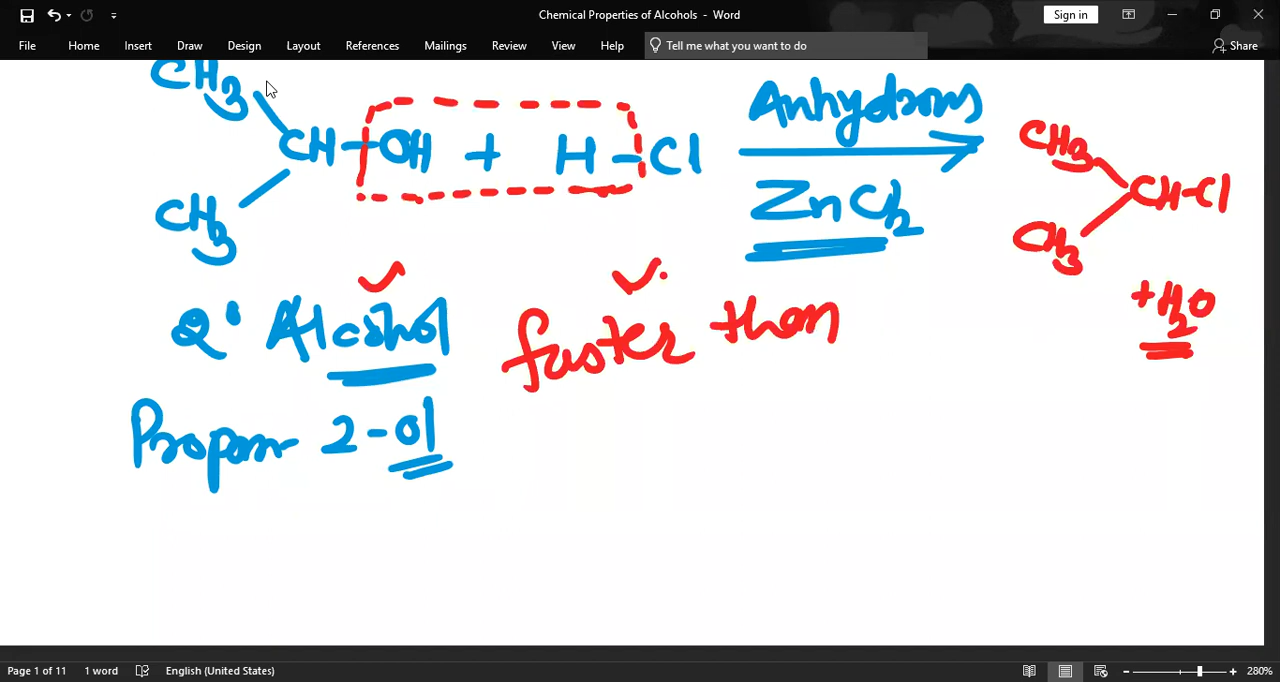 Chemical Properties of Alcohols - Word
Sign in
File Home Insert Draw Design Layout References Mailings Review View Help Tell me what you want to do Share
CH3
CH-OH + H-Cl
CH3
Anhydrous
ZnCl2
CH3
CH-Cl
CH3
+H2O
2° Alcohol faster than
Propan 2-ol
Page 1 of 11 1 word English (United States) 280%